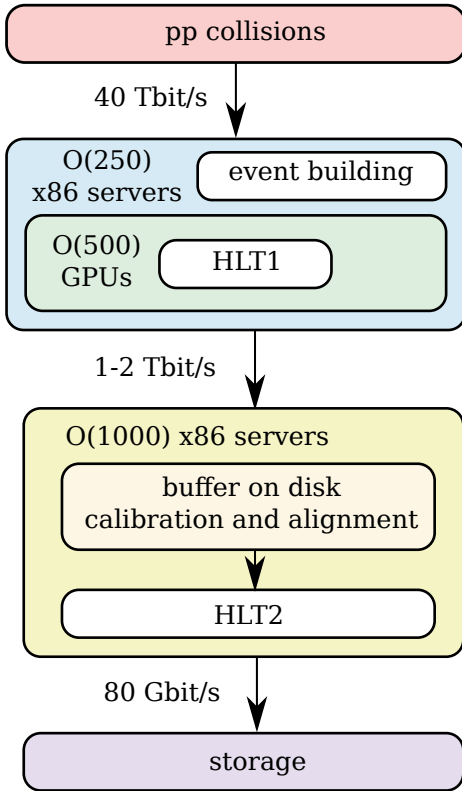 pp collisions
40 Tbit/s
O(250)
x86 servers
event building
O(500)
GPUs
HLT1
1-2 Tbit/s
O(1000) x86 servers
buffer on disk
calibration and alignment
HLT2
80 Gbit/s
storage